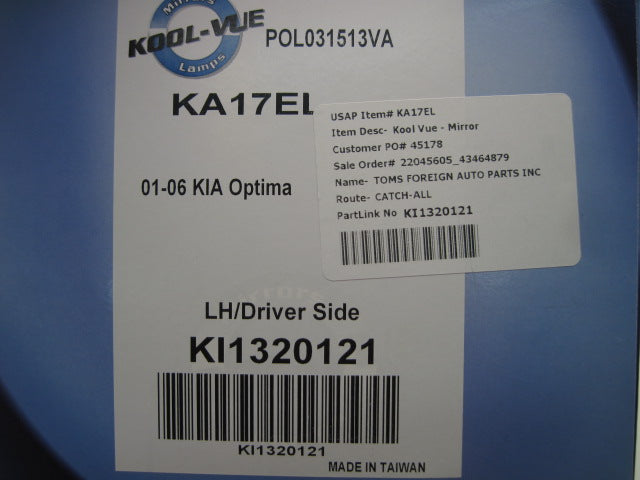 Mirrors
KOOL-VUE
Lamps
POL031513VA
KA17EL
01-06 KIA Optima
USAP Item# KA17EL
Item Desc- Kool Vue - Mirror
Customer PO# 45178
Sale Order# 22045605_43464879
Name- TOMS FOREIGN AUTO PARTS INC
Route- CATCH-ALL
PartLink No KI1320121
LH/Driver Side
KI1320121
KI1320121
MADE IN TAIWAN